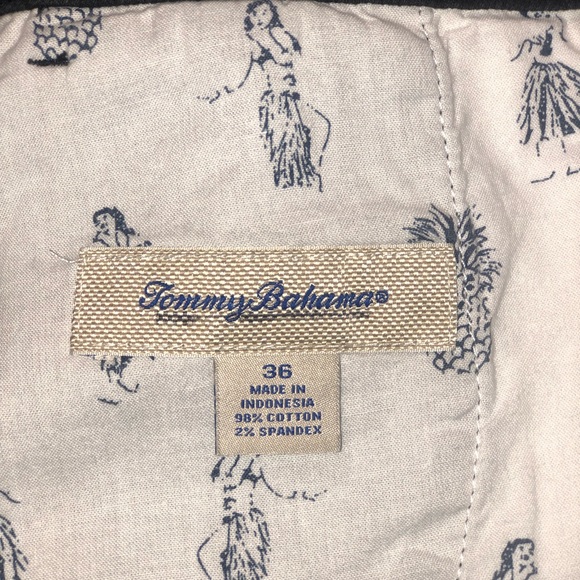 Tommy Bahama®
36
MADE IN
INDONESIA
98% COTTON
2% SPANDEX